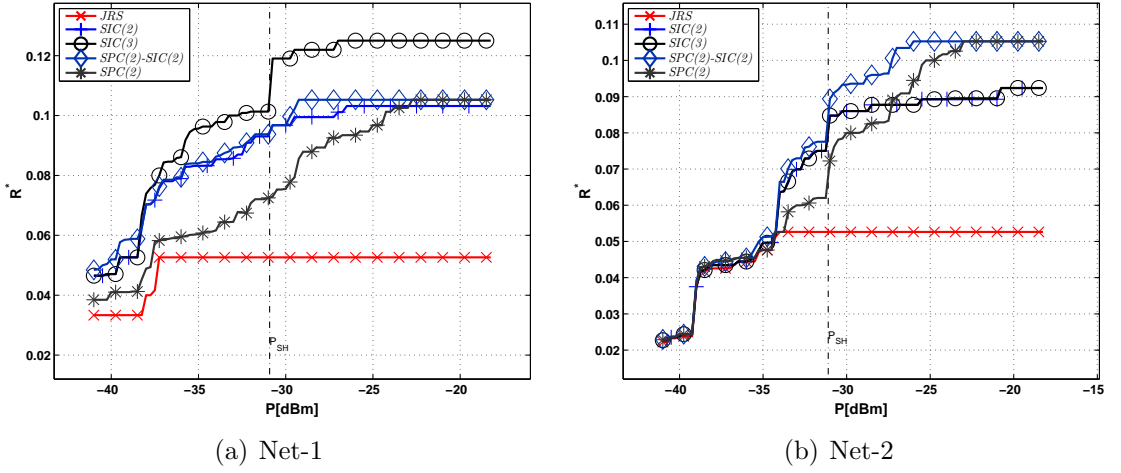 JRS
SIC(2)
SIC(3)
SPC(2)-SIC(2)
SPC(2)
0.12
0.1
0.08
0.06
0.04
0.02
R*
P_SH
−40 −35 −30 −25 −20
P[dBm]
(a) Net-1
JRS
SIC(2)
SIC(3)
SPC(2)-SIC(2)
SPC(2)
0.11
0.1
0.09
0.08
0.07
0.06
0.05
0.04
0.03
0.02
R*
P_SH
−40 −35 −30 −25 −20 −15
P[dBm]
(b) Net-2